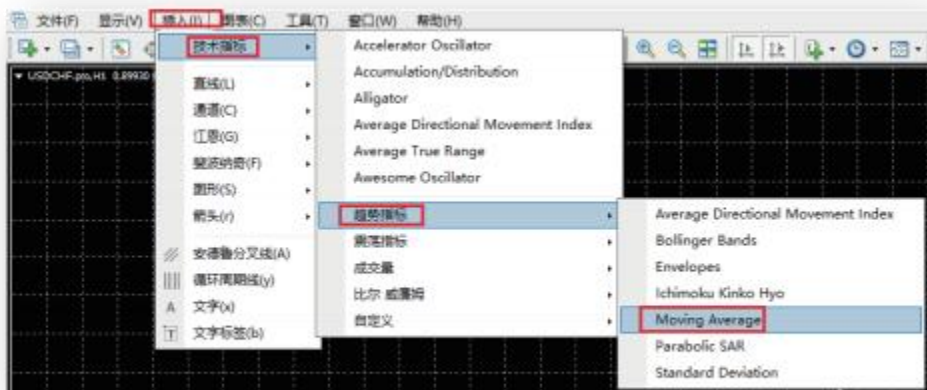 文件(F) 显示(V) 插入(I) 图表(C) 工具(T) 窗口(W) 帮助(H)
USDCHF.pro,H1 0.89930
技术指标
直线(L)
通道(C)
江恩(G)
斐波纳奇(F)
图形(S)
箭头(r)
安德鲁分叉线(A)
循环周期线(y)
A 文字(x)
T 文字标签(b)
Accelerator Oscillator
Accumulation/Distribution
Alligator
Average Directional Movement Index
Average True Range
Awesome Oscillator
趋势指标
震荡指标
成交量
比尔 威廉姆
自定义
Average Directional Movement Index
Bollinger Bands
Envelopes
Ichimoku Kinko Hyo
Moving Average
Parabolic SAR
Standard Deviation